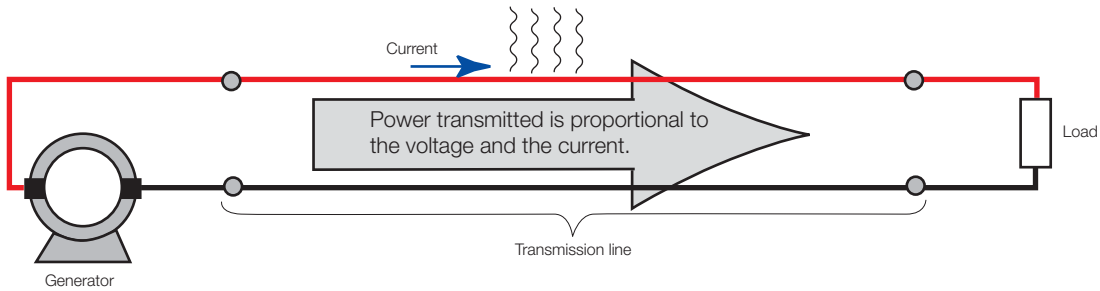 Current
Power transmitted is proportional to
the voltage and the current.
Load
Transmission line
Generator